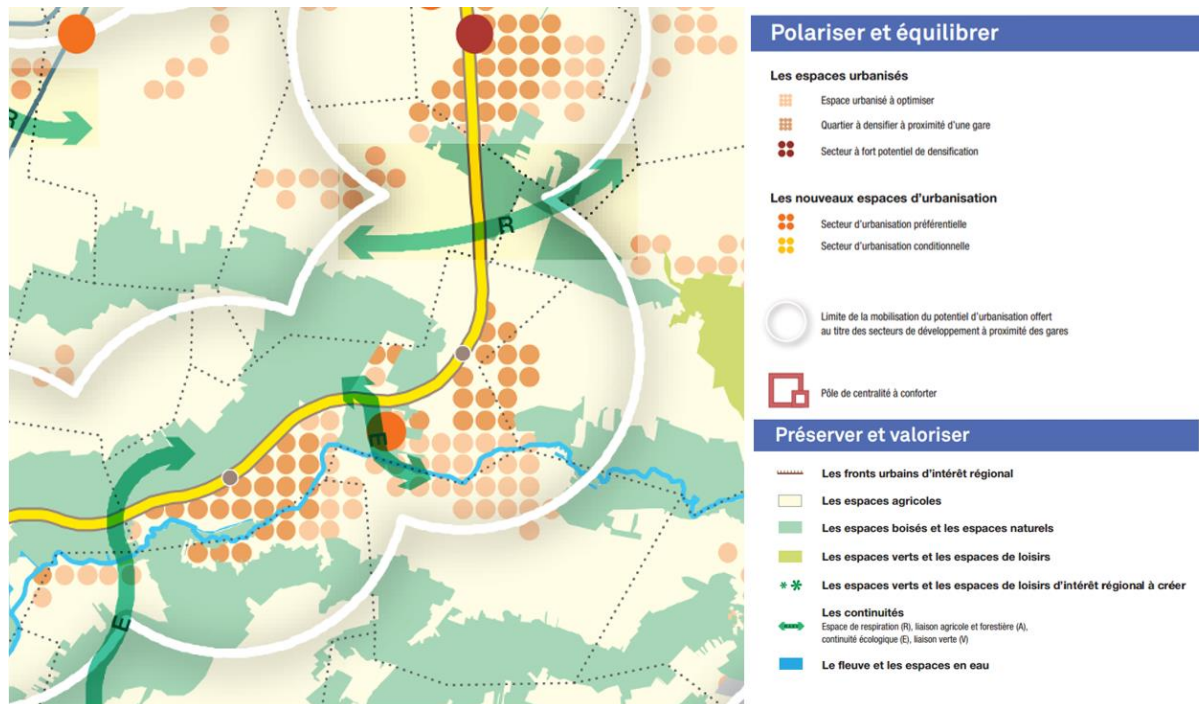 R
R
E
E
Polariser et équilibrer
Les espaces urbanisés
Espace urbanisé à optimiser
Quartier à densifier à proximité d'une gare
Secteur à fort potentiel de densification
Les nouveaux espaces d'urbanisation
Secteur d'urbanisation préférentielle
Secteur d'urbanisation conditionnelle
Limite de la mobilisation du potentiel d'urbanisation offert
au titre des secteurs de développement à proximité des gares
Pôle de centralité à conforter
Préserver et valoriser
Les fronts urbains d'intérêt régional
Les espaces agricoles
Les espaces boisés et les espaces naturels
Les espaces verts et les espaces de loisirs
Les espaces verts et les espaces de loisirs d'intérêt régional à créer
Les continuités
Espace de respiration (R), liaison agricole et forestière (A),
continuité écologique (E), liaison verte (V)
Le fleuve et les espaces en eau